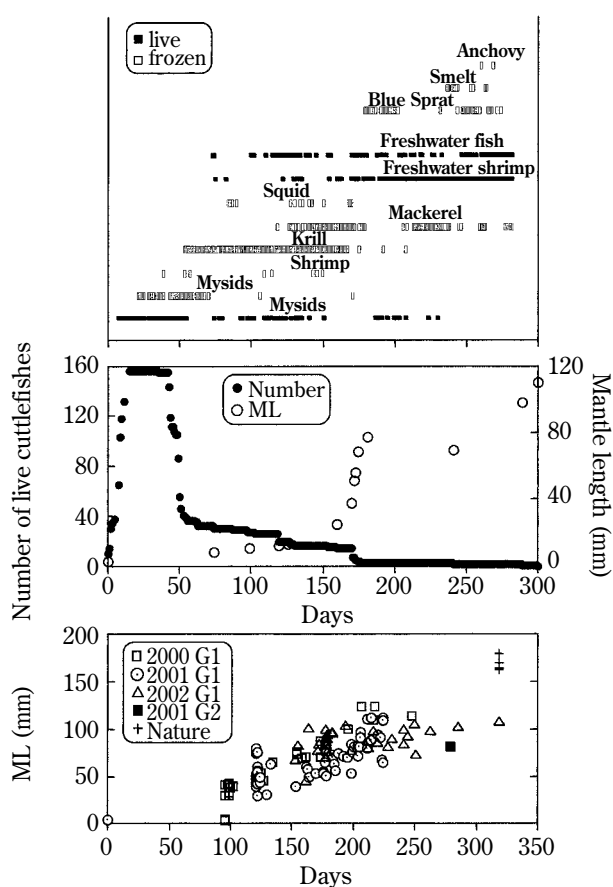 live
frozen
Anchovy
Smelt
Blue Sprat
Freshwater fish
Freshwater shrimp
Squid
Mackerel
Krill
Shrimp
Mysids
Mysids
Number of live cuttlefishes
160
120
80
40
0
Number
ML
120
80
40
0
Mantle length (mm)
0 50 100 150 200 250 300
Days
ML (mm)
200
150
100
50
0
2000 G1
2001 G1
2002 G1
2001 G2
Nature
0 50 100 150 200 250 300 350
Days